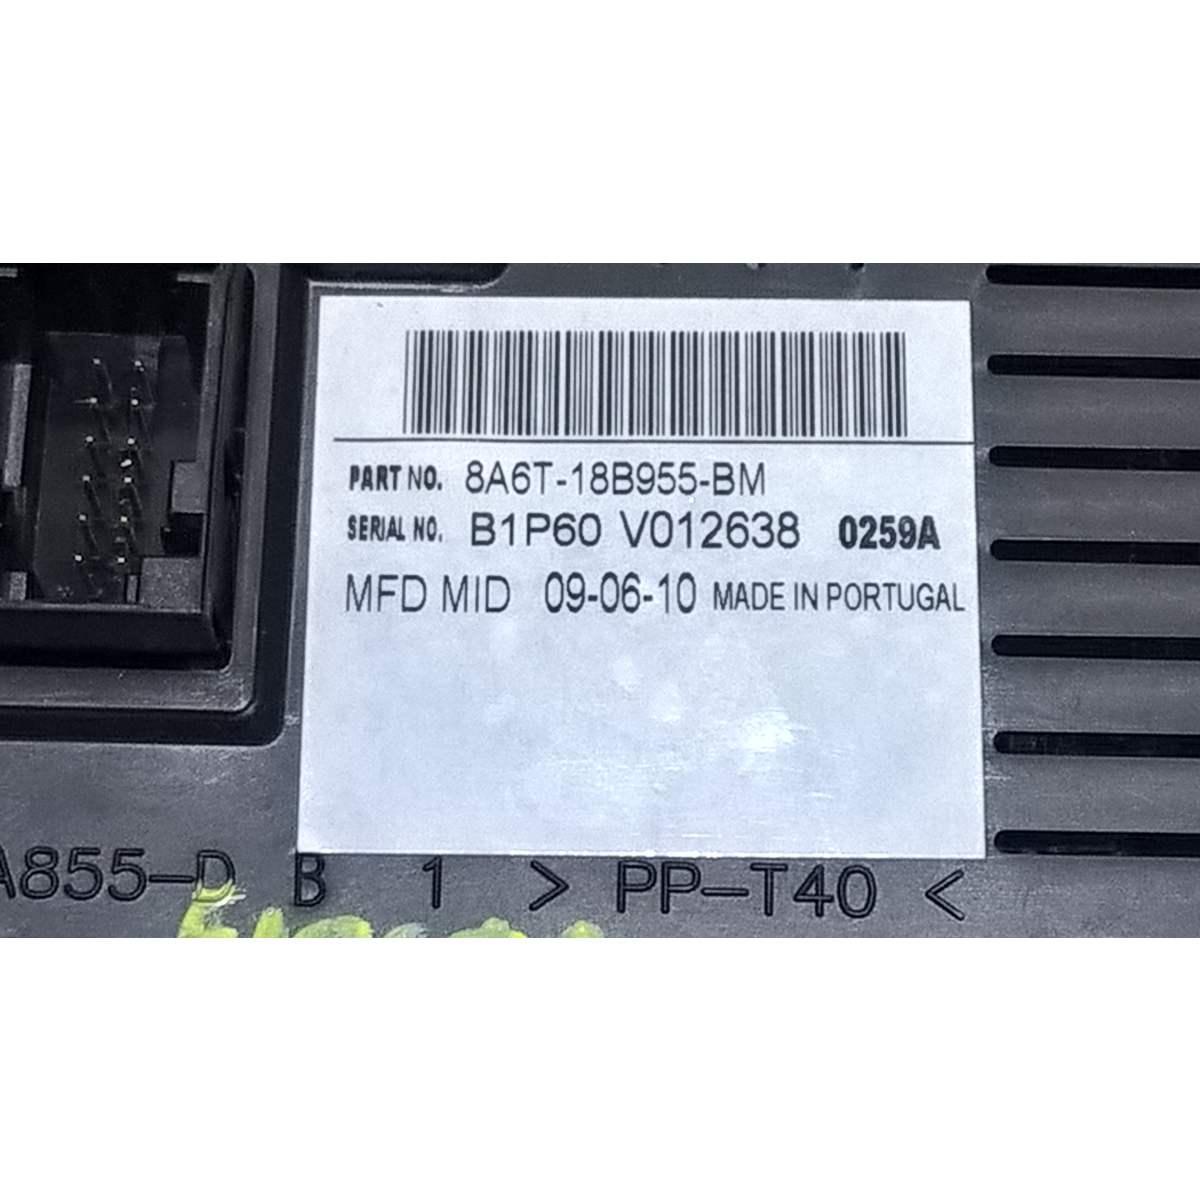 PART NO. 8A6T-18B955-BM
SERIAL NO. B1P60 V012638 0259A
MFD MID 09-06-10 MADE IN PORTUGAL
A855-D B 1 > PP-T40 <